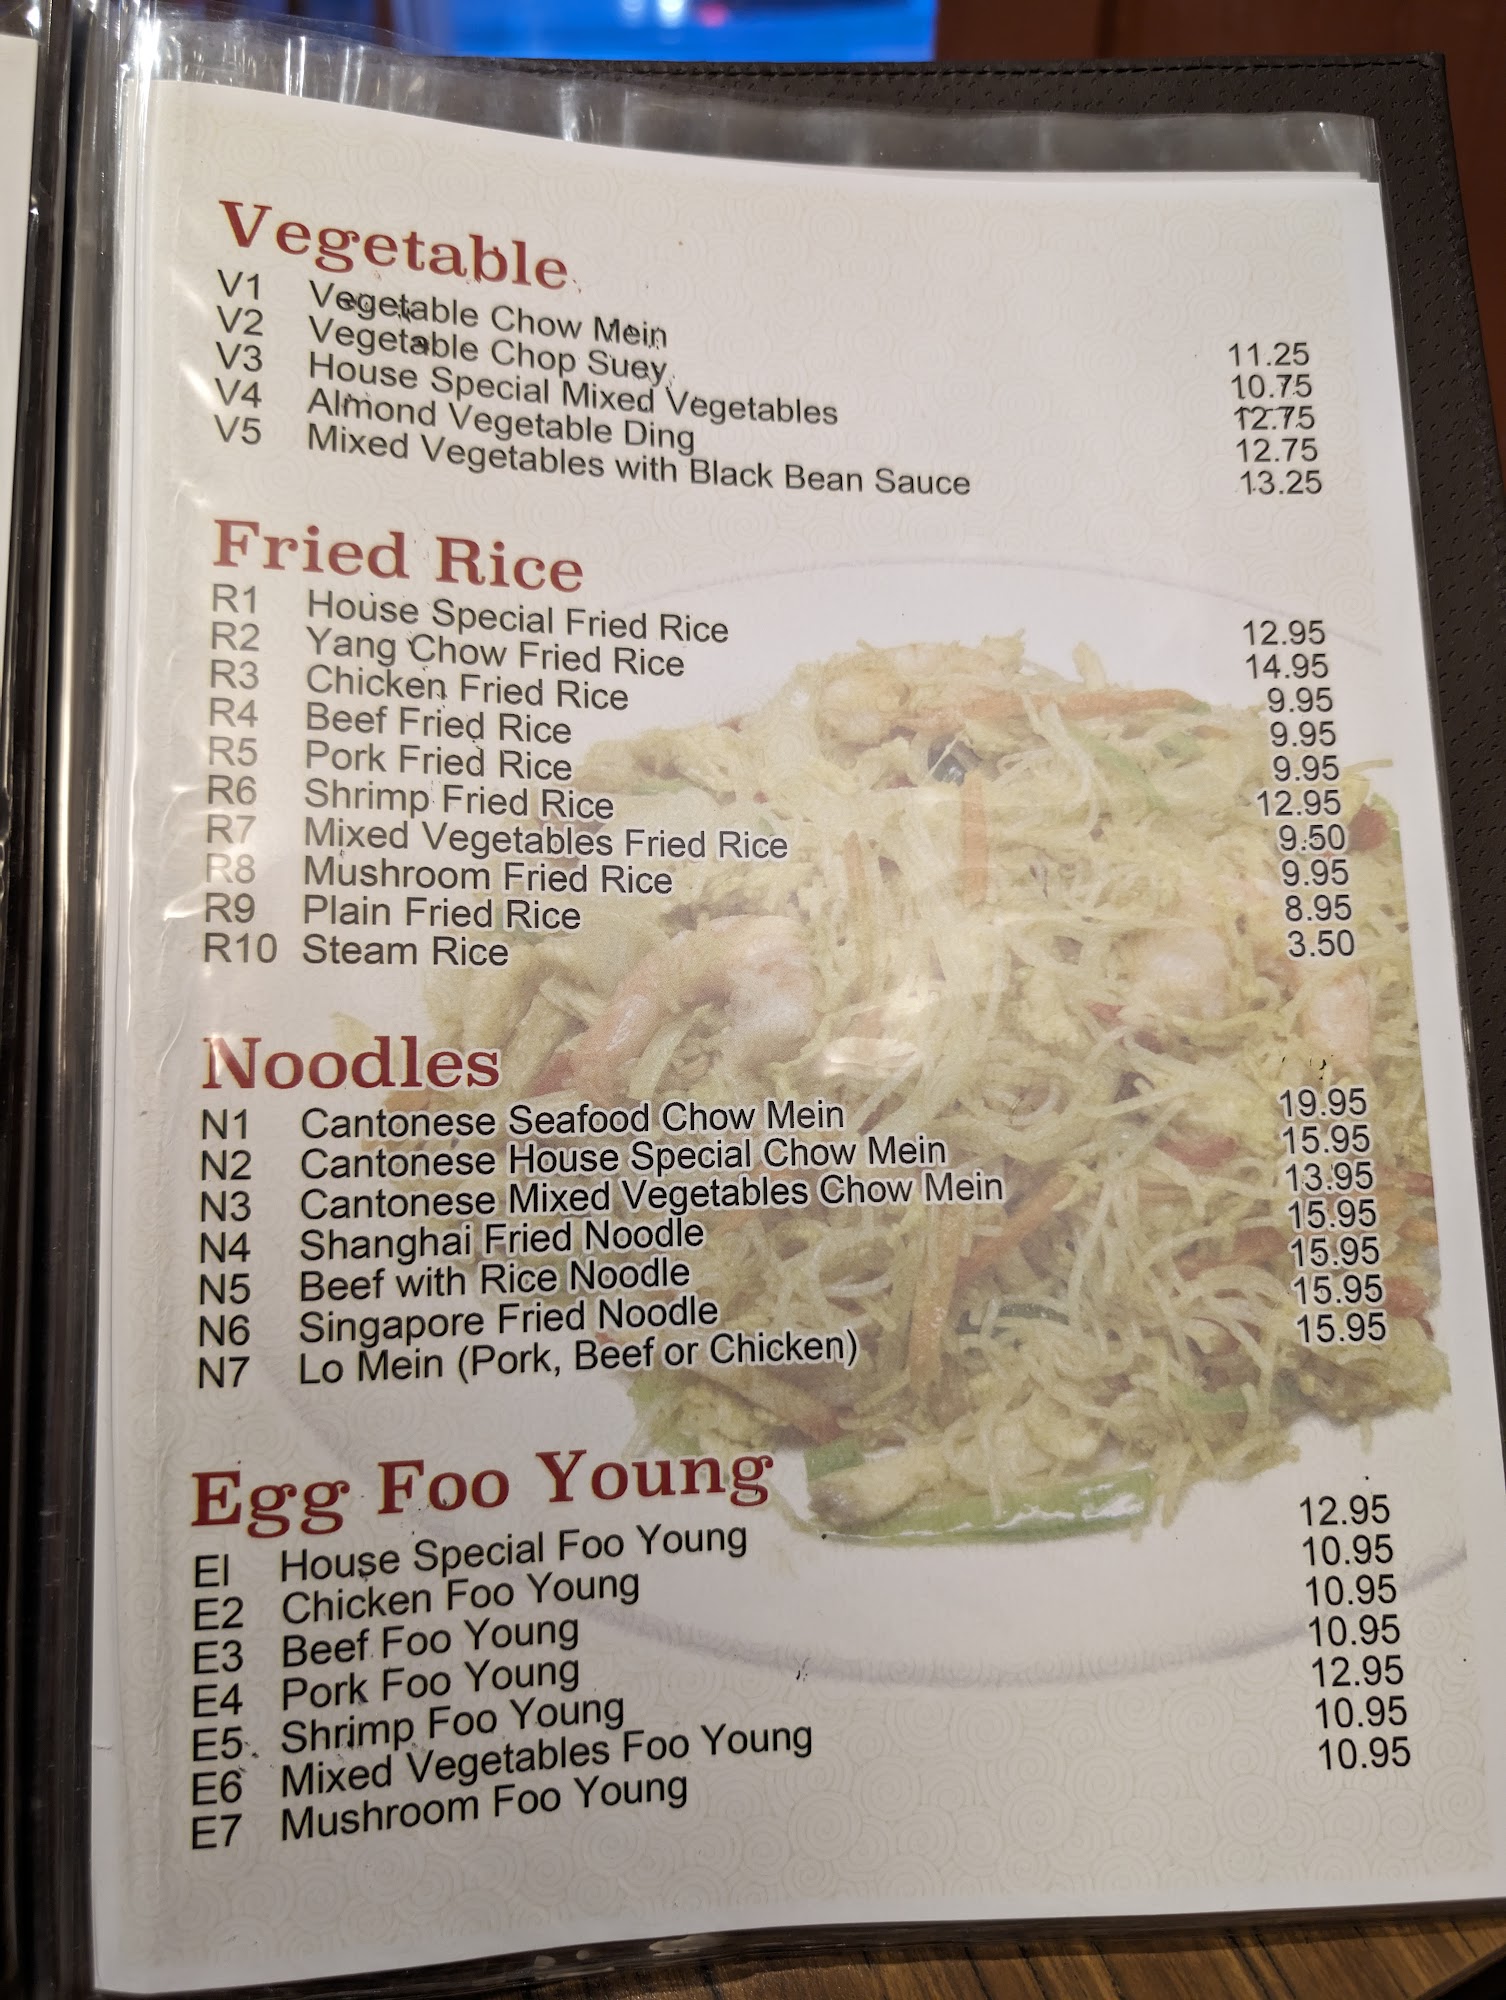 Vegetable
V1 Vegetable Chow Mein 11.25
V2 Vegetable Chop Suey 10.75
V3 House Special Mixed Vegetables 12.75
V4 Almond Vegetable Ding 12.75
V5 Mixed Vegetables with Black Bean Sauce 13.25
Fried Rice
R1 House Special Fried Rice 12.95
R2 Yang Chow Fried Rice 14.95
R3 Chicken Fried Rice 9.95
R4 Beef Fried Rice 9.95
R5 Pork Fried Rice 9.95
R6 Shrimp Fried Rice 12.95
R7 Mixed Vegetables Fried Rice 9.50
R8 Mushroom Fried Rice 9.95
R9 Plain Fried Rice 8.95
R10 Steam Rice 3.50
Noodles
N1 Cantonese Seafood Chow Mein 19.95
N2 Cantonese House Special Chow Mein 15.95
N3 Cantonese Mixed Vegetables Chow Mein 13.95
N4 Shanghai Fried Noodle 15.95
N5 Beef with Rice Noodle 15.95
N6 Singapore Fried Noodle 15.95
N7 Lo Mein (Pork, Beef or Chicken) 15.95
Egg Foo Young
EI House Special Foo Young 12.95
E2 Chicken Foo Young 10.95
E3 Beef Foo Young 10.95
E4 Pork Foo Young 10.95
E5 Shrimp Foo Young 12.95
E6 Mixed Vegetables Foo Young 10.95
E7 Mushroom Foo Young 10.95